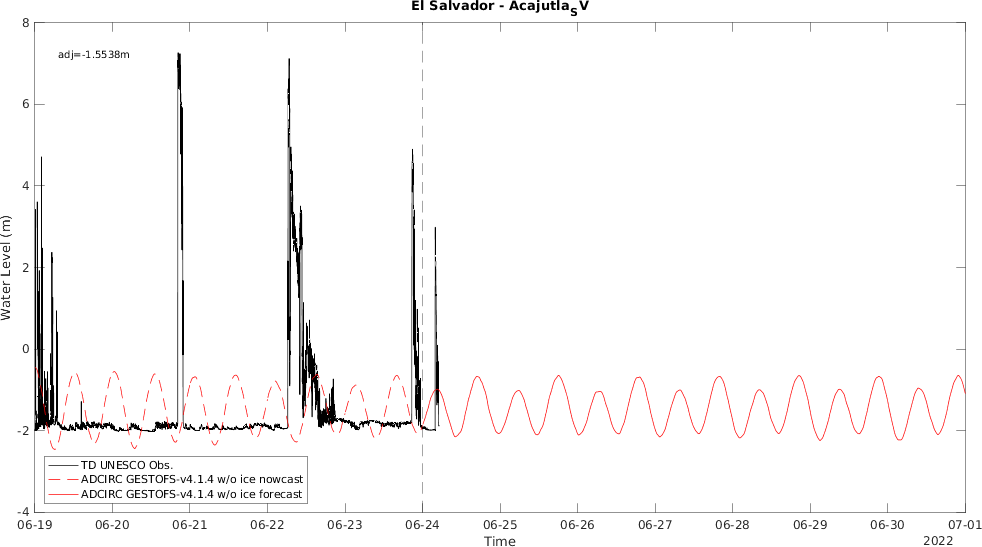 El Salvador - AcajutlaSV
adj=-1.5538m
Water Level (m)
8
6
4
2
0
-2
-4
TD UNESCO Obs.
ADCIRC GESTOFS-v4.1.4 w/o ice nowcast
ADCIRC GESTOFS-v4.1.4 w/o ice forecast
06-19 06-20 06-21 06-22 06-23 06-24 06-25 06-26 06-27 06-28 06-29 06-30 07-01
Time
2022